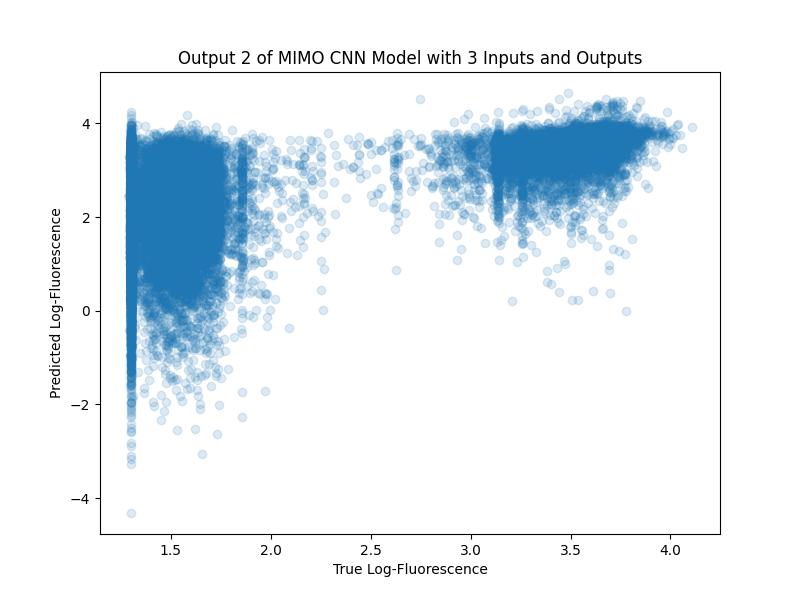 Output 2 of MIMO CNN Model with 3 Inputs and Outputs
4
2
0
−2
−4
Predicted Log-Fluorescence
1.5 2.0 2.5 3.0 3.5 4.0
True Log-Fluorescence